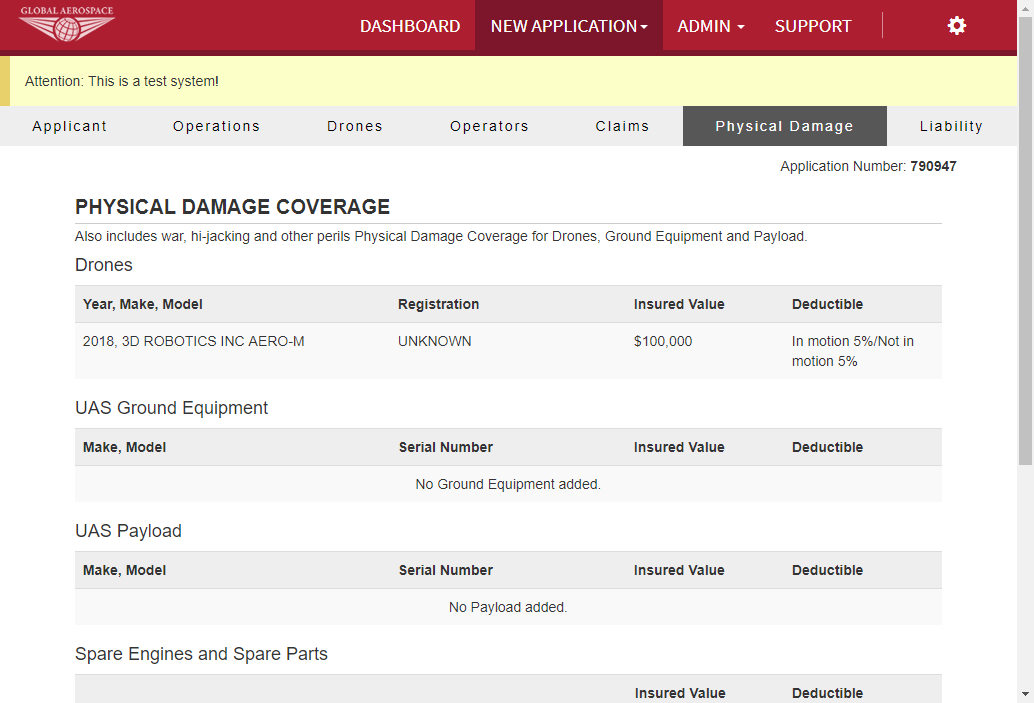 GLOBAL AEROSPACE
DASHBOARD NEW APPLICATION ADMIN SUPPORT
Attention: This is a test system!
Applicant Operations Drones Operators Claims Physical Damage Liability
Application Number: 790947
PHYSICAL DAMAGE COVERAGE
Also includes war, hi-jacking and other perils Physical Damage Coverage for Drones, Ground Equipment and Payload.
Drones
Year, Make, Model Registration Insured Value Deductible
2018, 3D ROBOTICS INC AERO-M UNKNOWN $100,000 In motion 5%/Not in
motion 5%
UAS Ground Equipment
Make, Model Serial Number Insured Value Deductible
No Ground Equipment added.
UAS Payload
Make, Model Serial Number Insured Value Deductible
No Payload added.
Spare Engines and Spare Parts
Insured Value Deductible